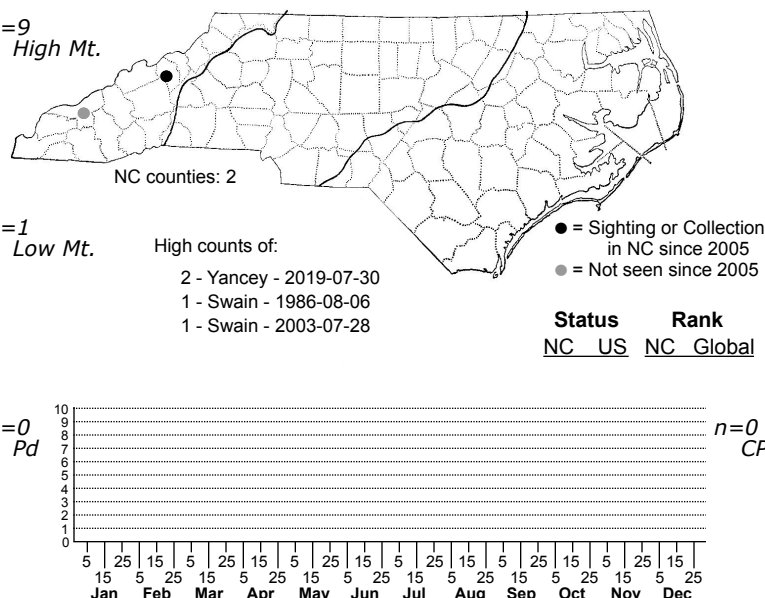 =9
High Mt.
NC counties: 2
=1
Low Mt.
High counts of:
2 - Yancey - 2019-07-30
1 - Swain - 1986-08-06
1 - Swain - 2003-07-28
● = Sighting or Collection
in NC since 2005
● = Not seen since 2005
Status Rank
NC US NC Global
=0
Pd
10
9
8
7
6
5
4
3
2
1
0
n=0
CP
5 25 15 5 25 15 5 25 15 5 25 15 5 25 15 5 25 15
15 5 25 15 5 25 15 5 25 15 5 25 15 5 25 15 5 25
Jan Feb Mar Apr May Jun Jul Aug Sep Oct Nov Dec